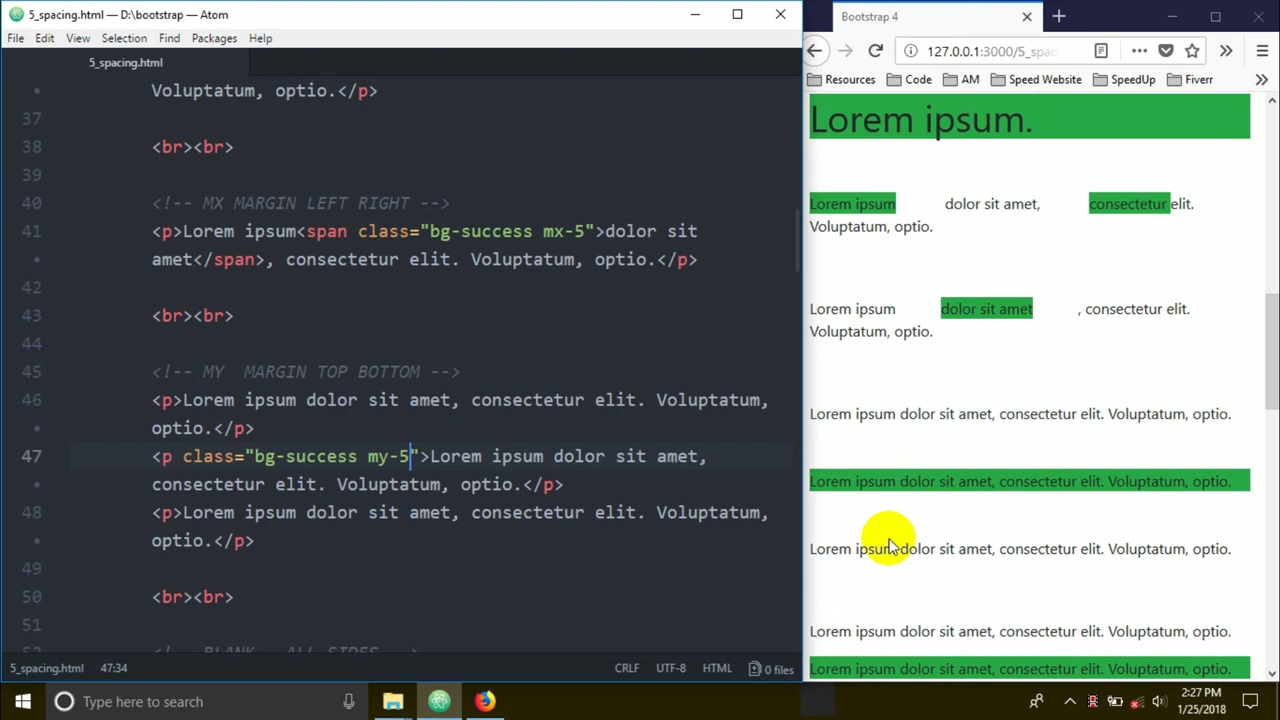 5_spacing.html — D:\bootstrap — Atom
File Edit View Selection Find Packages Help
5_spacing.html
Voluptatum, optio.</p>
37
38 <br><br>
39
40 <!-- MX MARGIN LEFT RIGHT -->
41 <p>Lorem ipsum<span class="bg-success mx-5">dolor sit
amet</span>, consectetur elit. Voluptatum, optio.</p>
42
43 <br><br>
44
45 <!-- MY  MARGIN TOP BOTTOM -->
46 <p>Lorem ipsum dolor sit amet, consectetur elit. Voluptatum,
optio.</p>
47 <p class="bg-success my-5">Lorem ipsum dolor sit amet,
consectetur elit. Voluptatum, optio.</p>
48 <p>Lorem ipsum dolor sit amet, consectetur elit. Voluptatum,
optio.</p>
49
50 <br><br>
51
5_spacing.html 47:34 CRLF UTF-8 HTML 0 files
Bootstrap 4
127.0.0.1:3000/5_spac
Resources Code AM Speed Website SpeedUp Fiverr
Lorem ipsum.
Lorem ipsum dolor sit amet, consectetur elit.
Voluptatum, optio.
Lorem ipsum dolor sit amet , consectetur elit.
Voluptatum, optio.
Lorem ipsum dolor sit amet, consectetur elit. Voluptatum, optio.
Lorem ipsum dolor sit amet, consectetur elit. Voluptatum, optio.
Lorem ipsum dolor sit amet, consectetur elit. Voluptatum, optio.
Lorem ipsum dolor sit amet, consectetur elit. Voluptatum, optio.
Lorem ipsum dolor sit amet, consectetur elit. Voluptatum, optio.
Type here to search
2:27 PM
1/25/2018